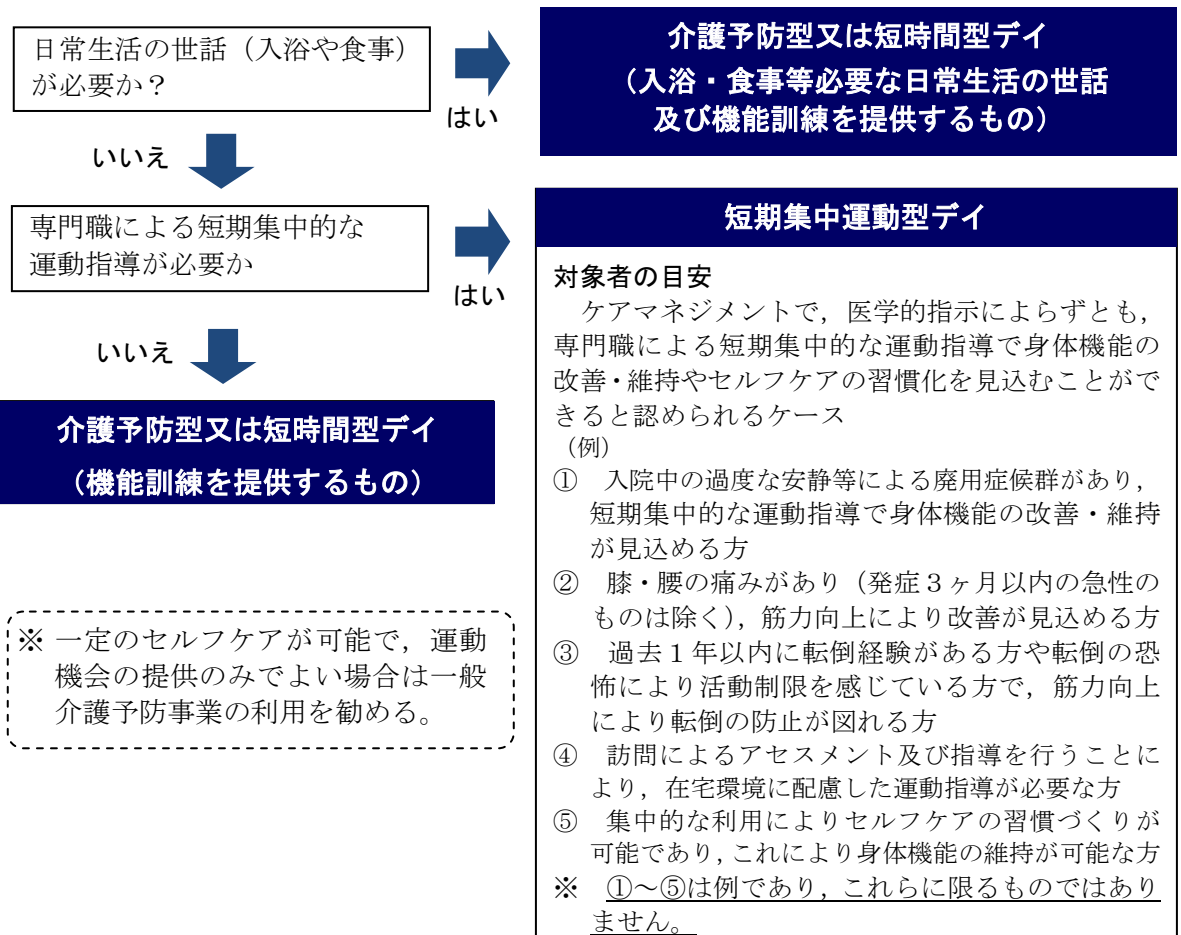 日常生活の世話（入浴や食事）
が必要か？
はい
介護予防型又は短時間型デイ
（入浴・食事等必要な日常生活の世話
及び機能訓練を提供するもの）
いいえ
専門職による短期集中的な
運動指導が必要か
はい
いいえ
介護予防型又は短時間型デイ
（機能訓練を提供するもの）
※ 一定のセルフケアが可能で，運動
機会の提供のみでよい場合は一般
介護予防事業の利用を勧める。
短期集中運動型デイ
対象者の目安
ケアマネジメントで，医学的指示によらずとも，
専門職による短期集中的な運動指導で身体機能の
改善・維持やセルフケアの習慣化を見込むことがで
きると認められるケース
（例）
① 入院中の過度な安静等による廃用症候群があり，
短期集中的な運動指導で身体機能の改善・維持
が見込める方
② 膝・腰の痛みがあり（発症３ヶ月以内の急性の
ものは除く），筋力向上により改善が見込める方
③ 過去１年以内に転倒経験がある方や転倒の恐
怖により活動制限を感じている方で，筋力向上
により転倒の防止が図れる方
④ 訪問によるアセスメント及び指導を行うことに
より，在宅環境に配慮した運動指導が必要な方
⑤ 集中的な利用によりセルフケアの習慣づくりが
可能であり，これにより身体機能の維持が可能な方
※ ①～⑤は例であり，これらに限るものではあり
ません。